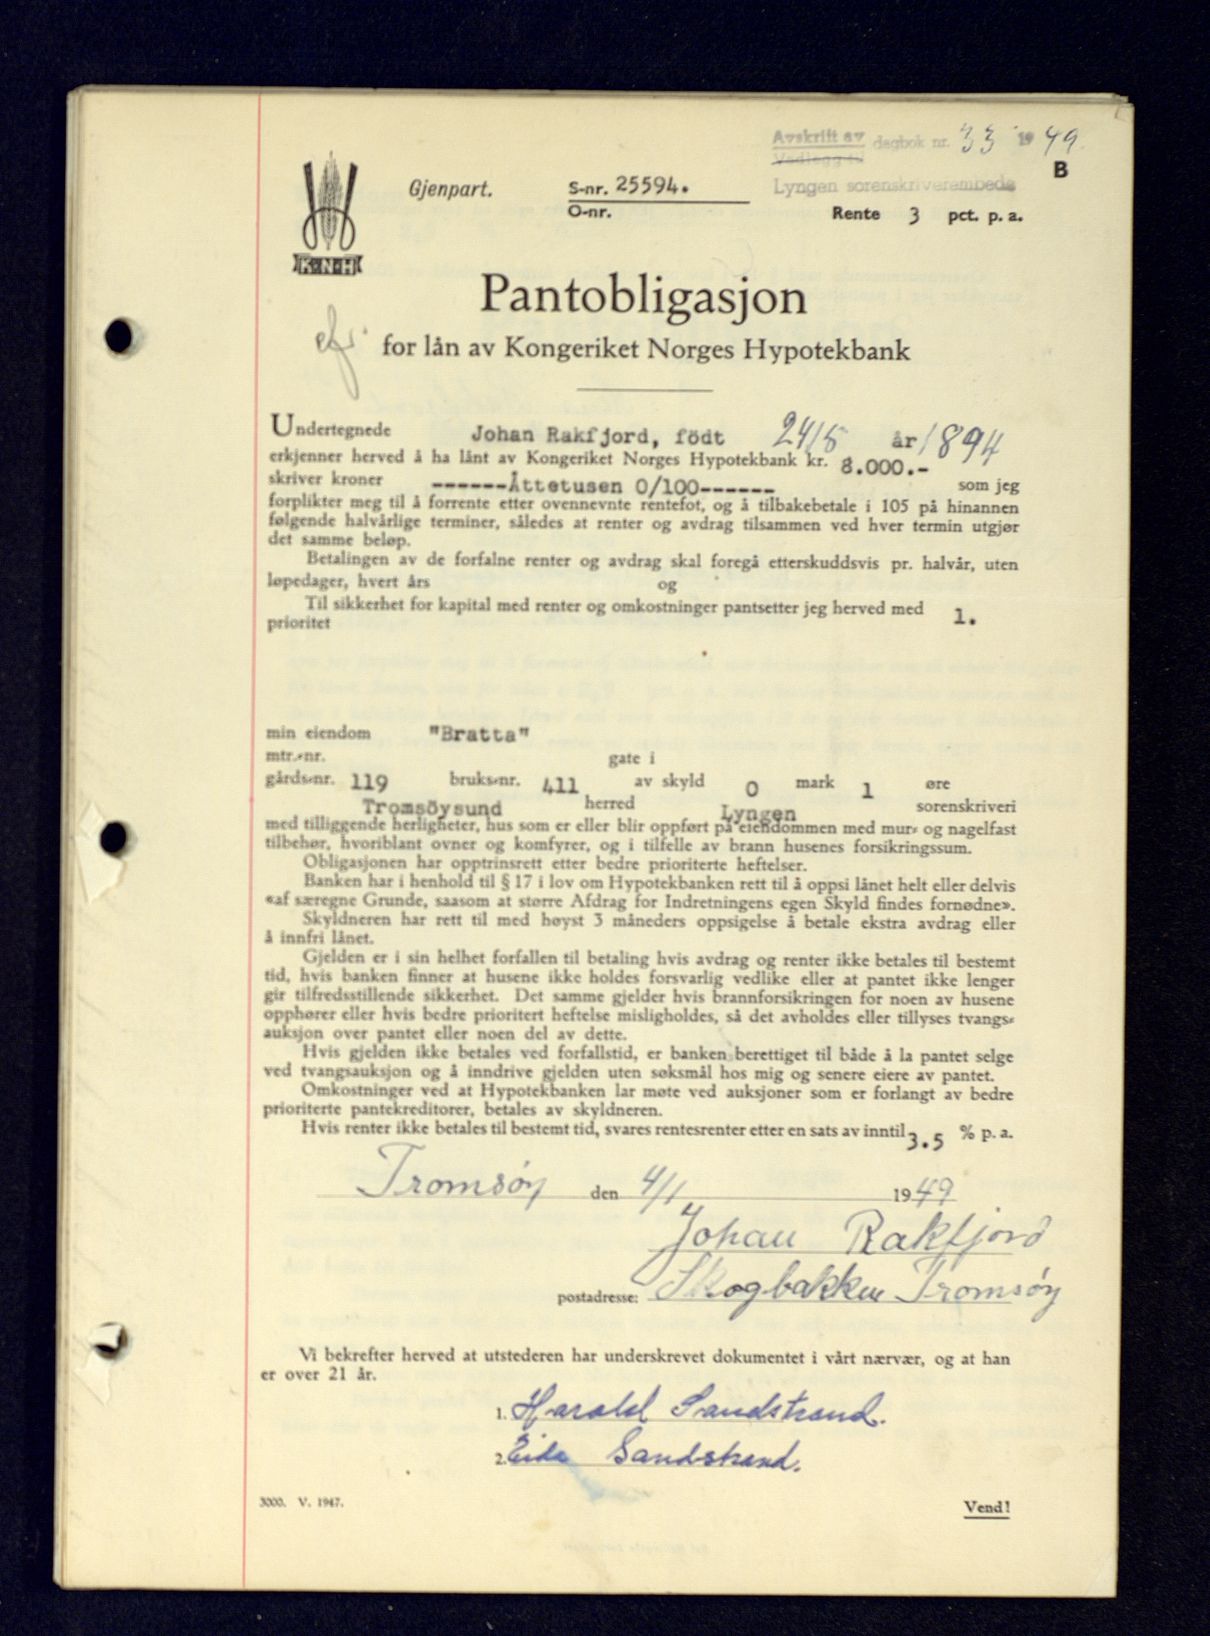 Avskrift av dagbok nr. 33 1949
Vedlegg til
B
Gjenpart.
S-nr. 25594.
Lyngen sorenskriverembede
O-nr.
Rente 3 pct. p. a.
K·N·H
Pantobligasjon
cfr.
for lån av Kongeriket Norges Hypotekbank
Undertegnede Johan Rakfjord, födt 24/5 år 1894
erkjenner herved å ha lånt av Kongeriket Norges Hypotekbank kr. 8.000.-
skriver kroner ------Åttetusen 0/100------ som jeg
forplikter meg til å forrente etter ovennevnte rentefot, og å tilbakebetale i 105 på hinannen
følgende halvårlige terminer, således at renter og avdrag tilsammen ved hver termin utgjør
det samme beløp.
Betalingen av de forfalne renter og avdrag skal foregå etterskuddsvis pr. halvår, uten
løpedager, hvert års og
Til sikkerhet for kapital med renter og omkostninger pantsetter jeg herved med 1.
prioritet
min eiendom "Bratta"
mtr.-nr. gate i
gårds-nr. 119 bruks-nr. 411 av skyld 0 mark 1 øre
Tromsöysund herred Lyngen sorenskriveri
med tilliggende herligheter, hus som er eller blir oppført på eiendommen med mur- og nagelfast
tilbehør, hvoriblant ovner og komfyrer, og i tilfelle av brann husenes forsikringssum.
Obligasjonen har opptrinsrett etter bedre prioriterte heftelser.
Banken har i henhold til § 17 i lov om Hypotekbanken rett til å oppsi lånet helt eller delvis
«af særegne Grunde, saasom at større Afdrag for Indretningens egen Skyld findes fornødne».
Skyldneren har rett til med høyst 3 måneders oppsigelse å betale ekstra avdrag eller
å innfri lånet.
Gjelden er i sin helhet forfallen til betaling hvis avdrag og renter ikke betales til bestemt
tid, hvis banken finner at husene ikke holdes forsvarlig vedlike eller at pantet ikke lenger
gir tilfredsstillende sikkerhet. Det samme gjelder hvis brannforsikringen for noen av husene
opphører eller hvis bedre prioritert heftelse misligholdes, så det avholdes eller tillyses tvangs-
auksjon over pantet eller noen del av dette.
Hvis gjelden ikke betales ved forfallstid, er banken berettiget til både å la pantet selge
ved tvangsauksjon og å inndrive gjelden uten søksmål hos mig og senere eiere av pantet.
Omkostninger ved at Hypotekbanken lar møte ved auksjoner som er forlangt av bedre
prioriterte pantekreditorer, betales av skyldneren.
Hvis renter ikke betales til bestemt tid, svares rentesrenter etter en sats av inntil 3.5 % p. a.
Tromsöy den 4/1 1949
Johan Rakfjord
postadresse: Skogbakken Tromsöy
Vi bekrefter herved at utstederen har underskrevet dokumentet i vårt nærvær, og at han
er over 21 år.
1. Harald Sandstrand.
2. Eida Sandstrand.
3000. V. 1947.
Vend!